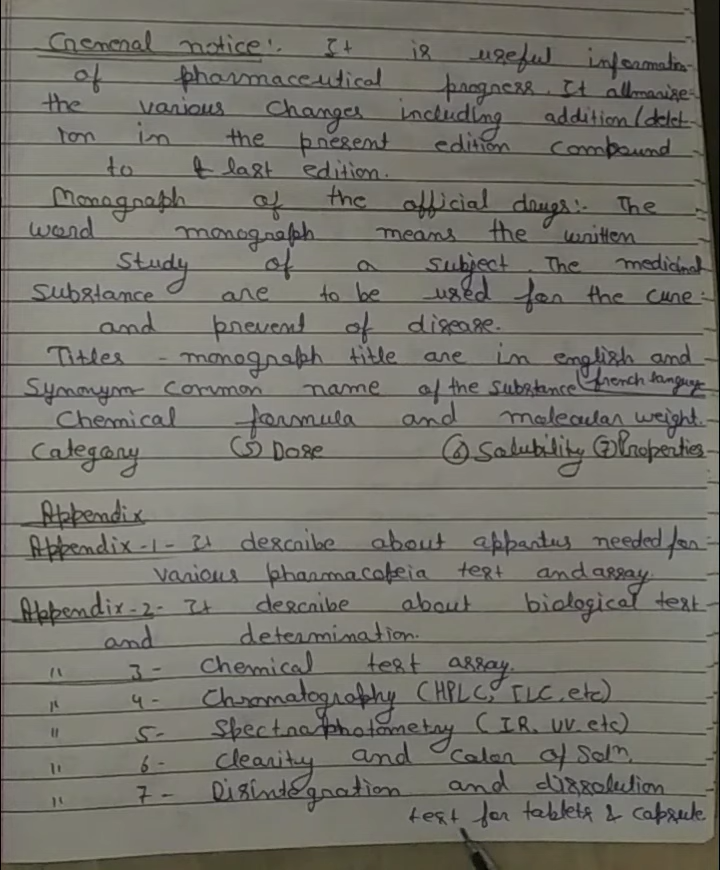 General notice:- It is useful information
of pharmaceutical progress. It allmarise
the various changes including addition/delet
ion in the present edition compound
to & last edition.
Monograph of the official drugs:- The
word monograph means the written
study of a subject. The medicinal
substance are to be used for the cure
and prevent of disease.
Titles - monograph title are in english and
Synonym common name of the substance (french language
Chemical formula and molecular weight.
Category (5) Dose (6) Solubility (7) Properties
Appendix
Appendix-1- It describe about appartus needed for
various pharmacopeia test and assay.
Appendix-2- It describe about biological test
and determination.
" 3- Chemical test assay.
" 4- Chromatography (HPLC, TLC, etc)
" 5- Spectraphotometry (IR, UV. etc)
" 6- Clearity and Color of Soln.
" 7- Disintegration and dissolution
test for tablets & capsule